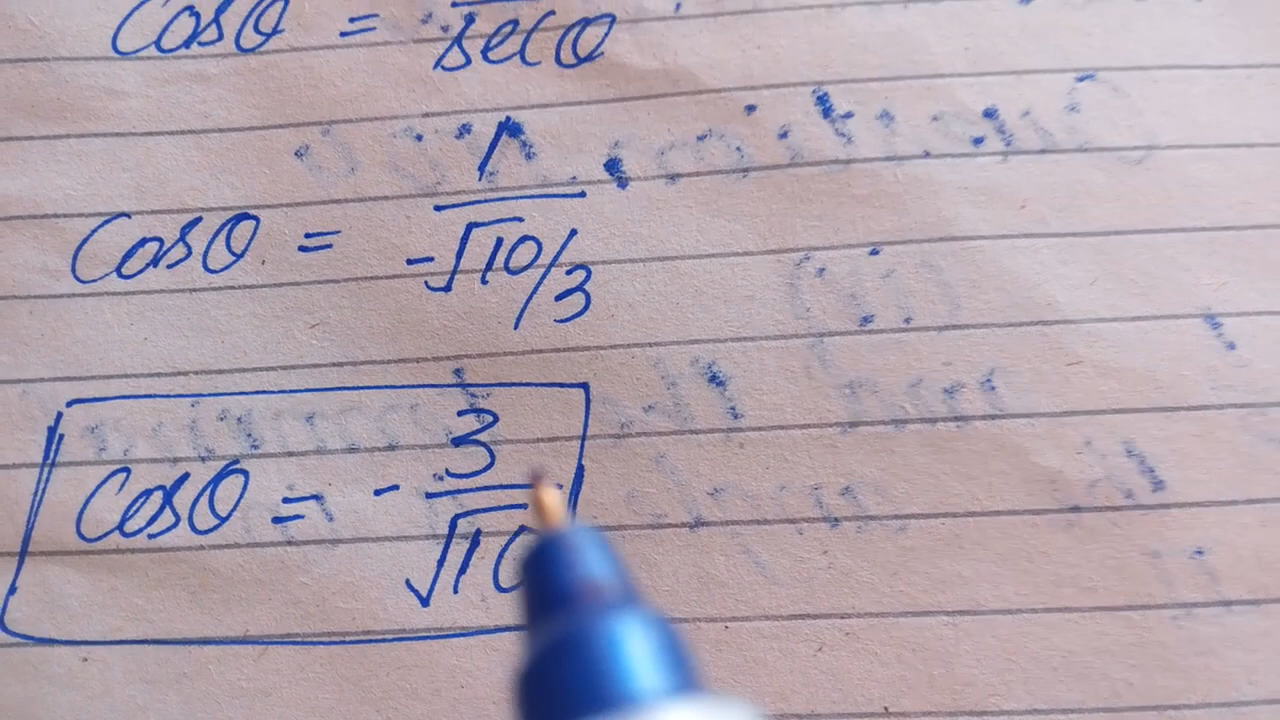 Cosθ = 1/secθ
Cosθ = 1/(-√10/3)
Cosθ = - 3/√10